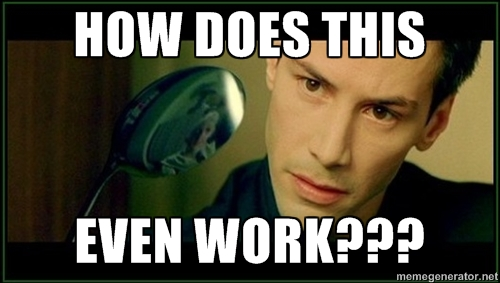 HOW DOES THIS
EVEN WORK???
memegenerator.net